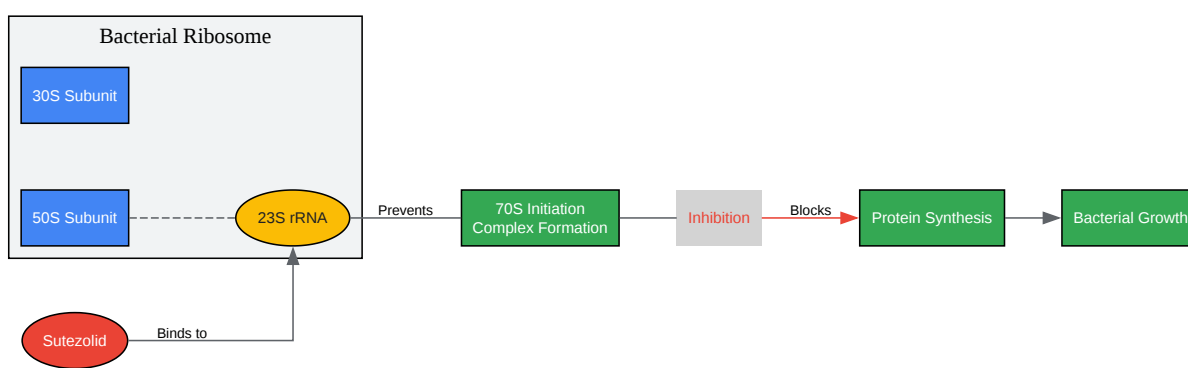 Bacterial Ribosome
30S Subunit
50S Subunit
23S rRNA
Prevents
70S Initiation
Complex Formation
Inhibition
Blocks
Protein Synthesis
Bacterial Growth
Sutezolid
Binds to